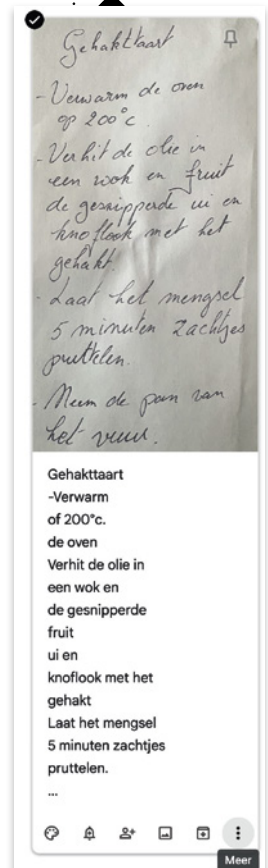 Gehakttaart
- Verwarm de oven
op 200°c.
- Verhit de olie in
een wok en fruit
de gesnipperde ui en
knoflook met het
gehakt.
- Laat het mengsel
5 minuten zachtjes
pruttelen.
- Neem de pan van
het vuur.
Gehakttaart
-Verwarm
of 200°c.
de oven
Verhit de olie in
een wok en
de gesnipperde
fruit
ui en
knoflook met het
gehakt
Laat het mengsel
5 minuten zachtjes
pruttelen.
...
Meer